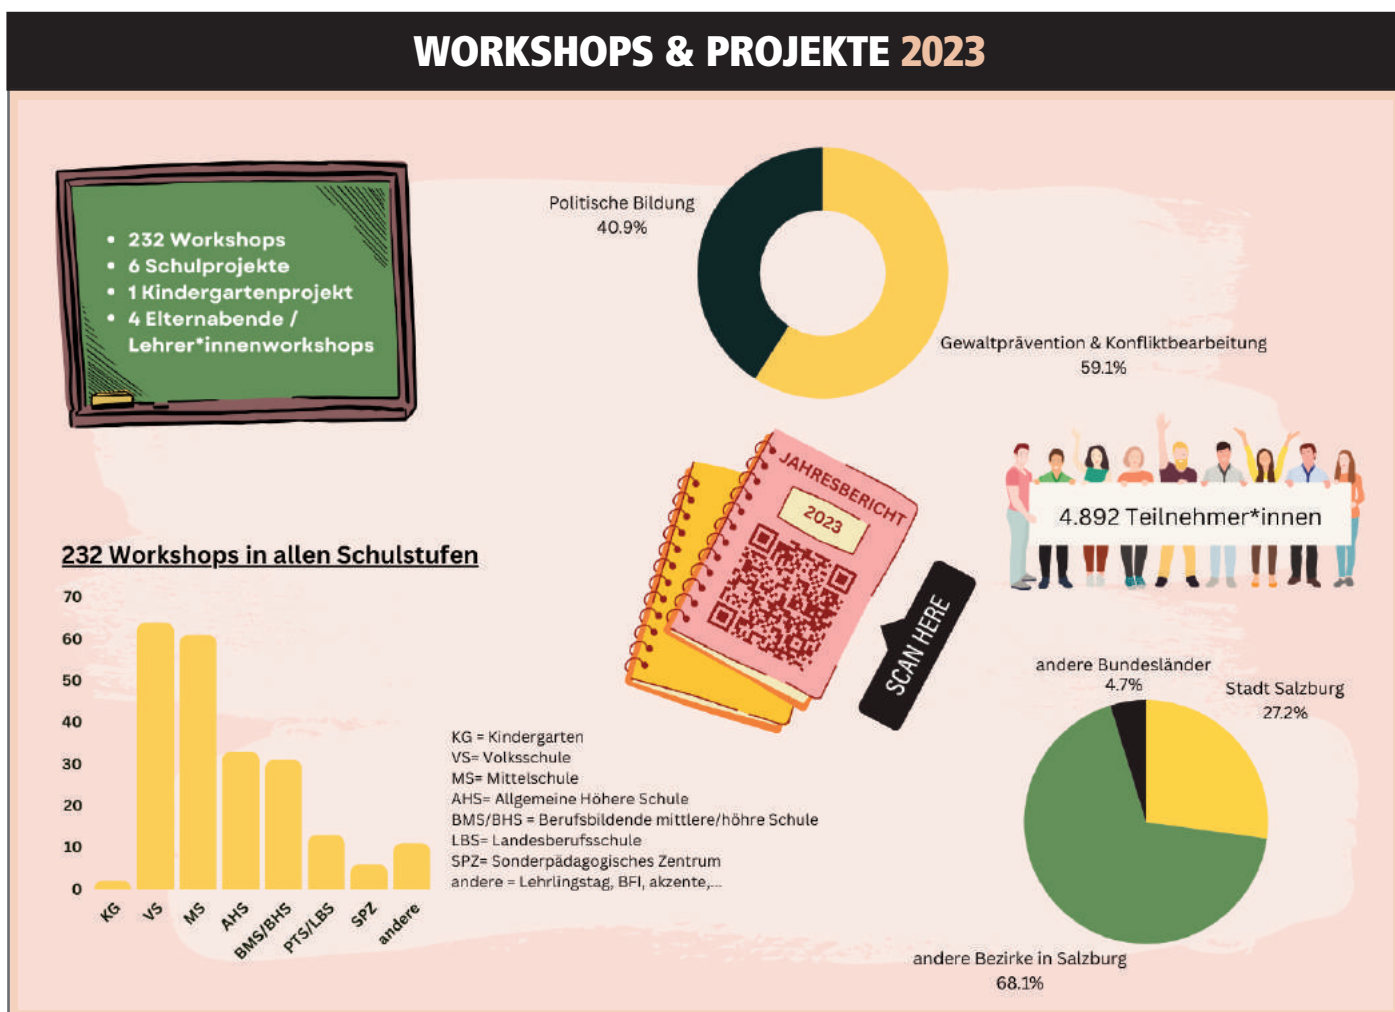 WORKSHOPS & PROJEKTE 2023
• 232 Workshops
• 6 Schulprojekte
• 1 Kindergartenprojekt
• 4 Elternabende /
Lehrer*innenworkshops
Politische Bildung
40.9%
Gewaltprävention & Konfliktbearbeitung
59.1%
JAHRESBERICHT
2023
SCAN HERE
4.892 Teilnehmer*innen
232 Workshops in allen Schulstufen
70
60
50
40
30
20
10
0
KG
VS
MS
AHS
BMS/BHS
PTS/LBS
SPZ
andere
KG = Kindergarten
VS= Volksschule
MS= Mittelschule
AHS= Allgemeine Höhere Schule
BMS/BHS = Berufsbildende mittlere/höhre Schule
LBS= Landesberufsschule
SPZ= Sonderpädagogisches Zentrum
andere = Lehrlingstag, BFI, akzente,...
andere Bundesländer
4.7%
Stadt Salzburg
27.2%
andere Bezirke in Salzburg
68.1%